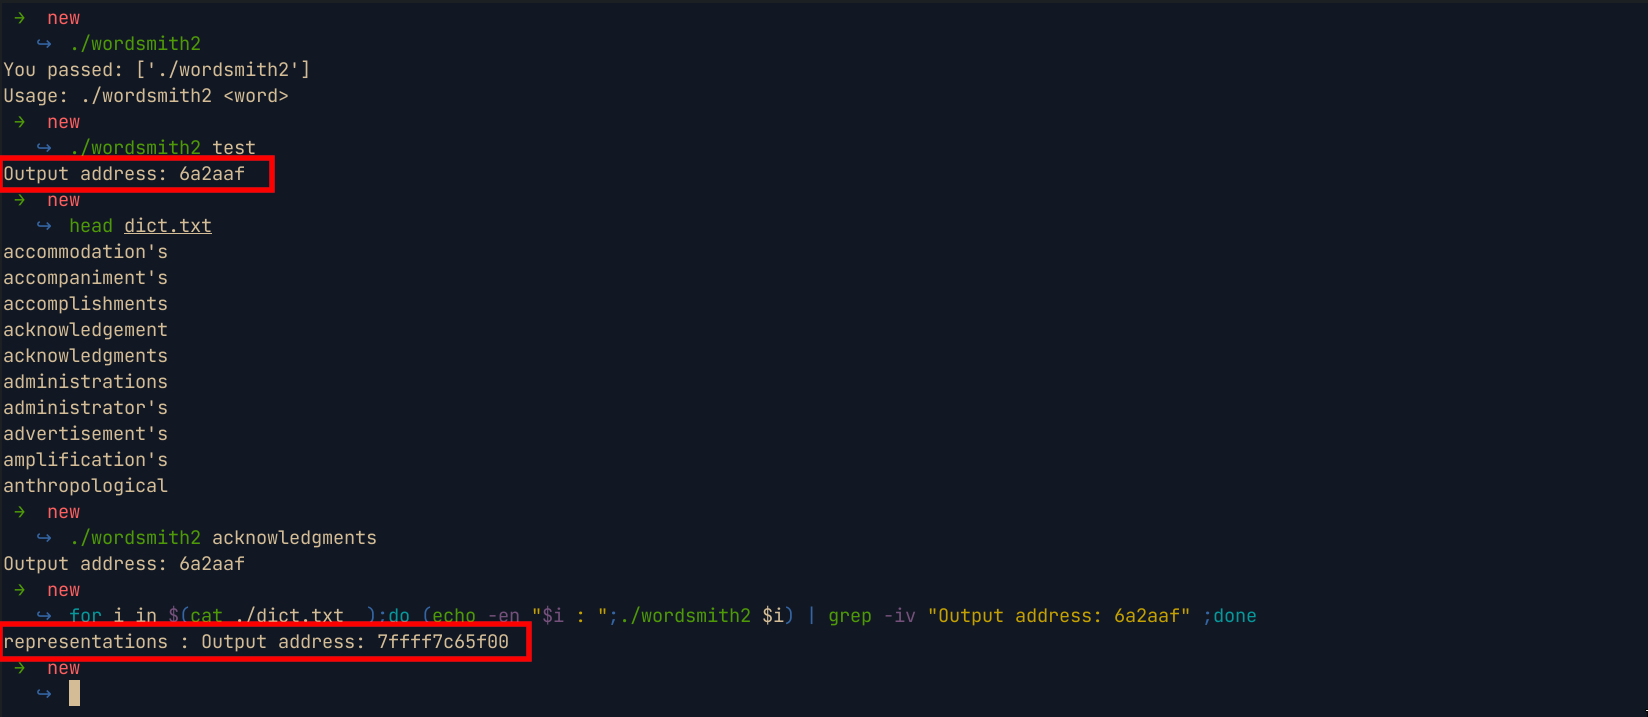 → new
↪ ./wordsmith2
You passed: ['./wordsmith2']
Usage: ./wordsmith2 <word>
→ new
↪ ./wordsmith2 test
Output address: 6a2aaf
→ new
↪ head dict.txt
accommodation's
accompaniment's
accomplishments
acknowledgement
acknowledgments
administrations
administrator's
advertisement's
amplification's
anthropological
→ new
↪ ./wordsmith2 acknowledgments
Output address: 6a2aaf
→ new
↪ for i in $(cat ./dict.txt  );do (echo -en "$i : ";./wordsmith2 $i) | grep -iv "Output address: 6a2aaf" ;done
representations : Output address: 7ffff7c65f00
→ new
↪